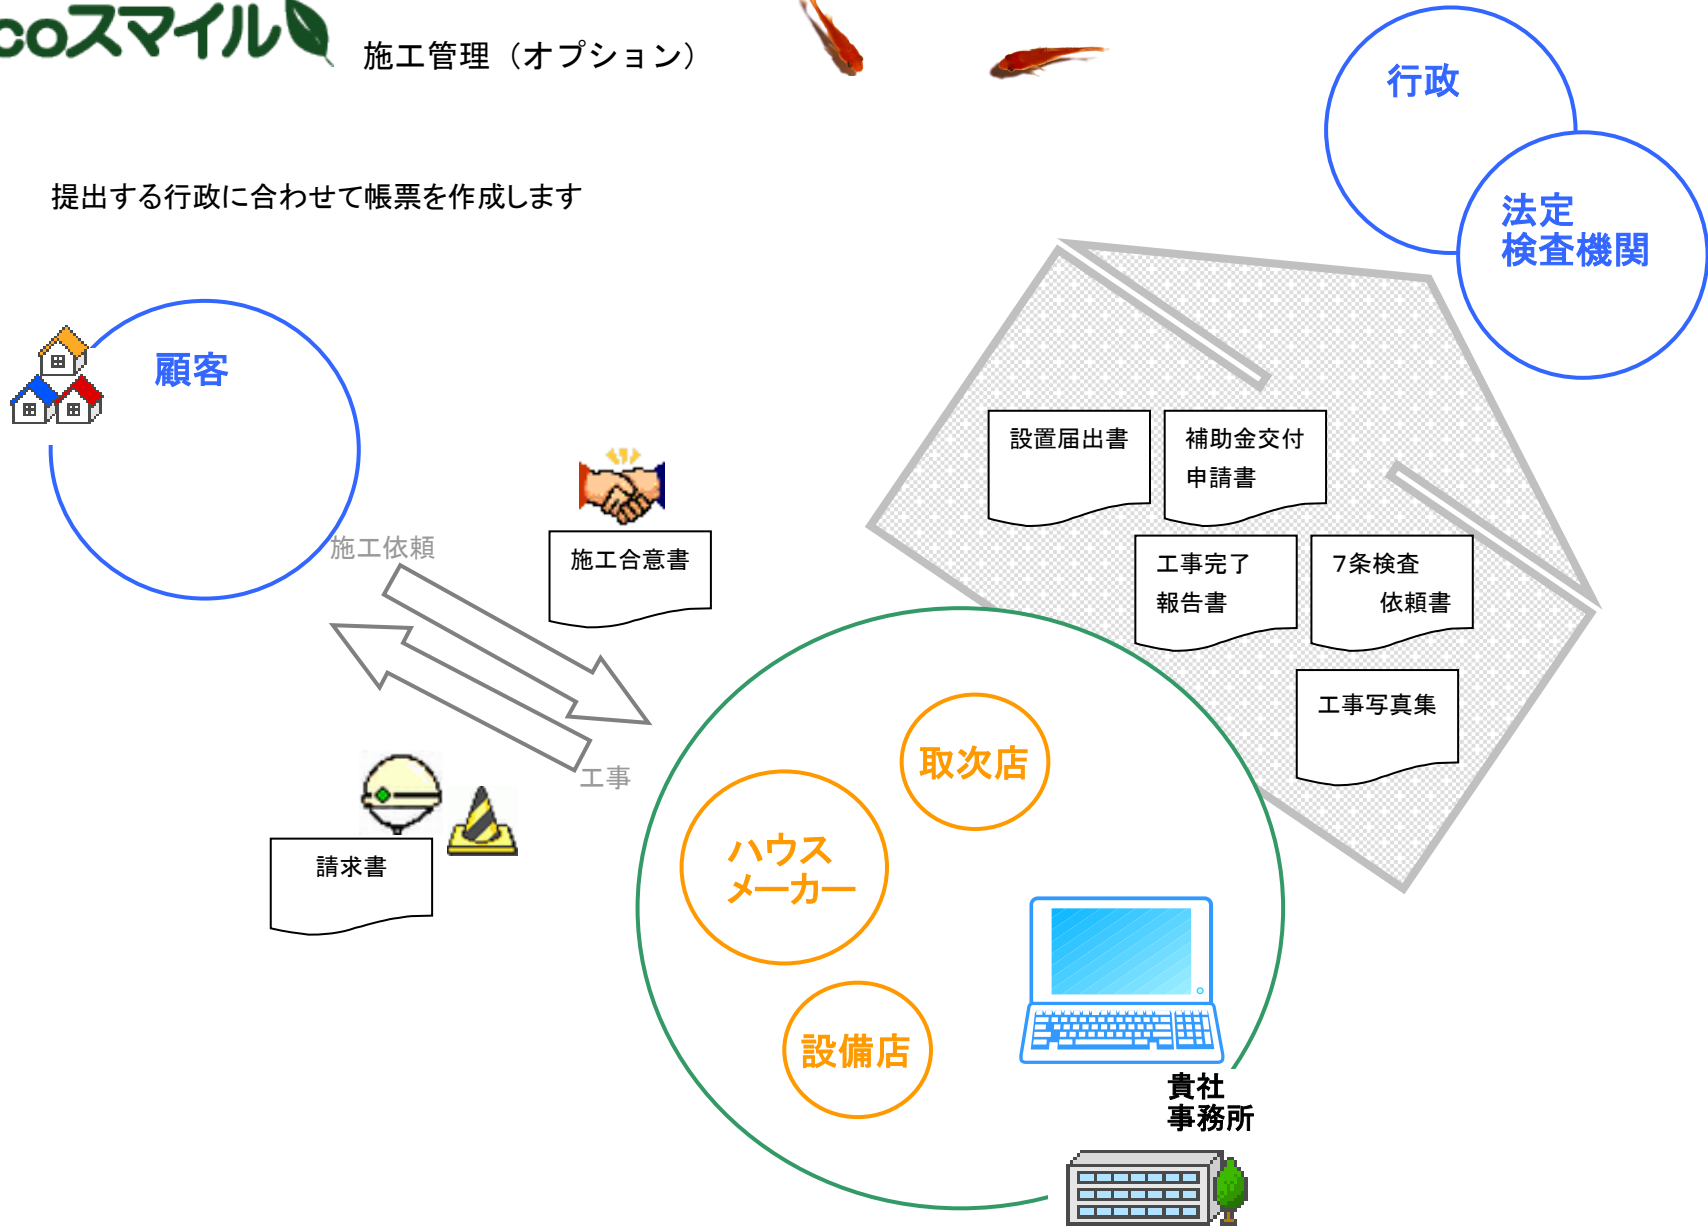 coスマイル
施工管理（オプション）
提出する行政に合わせて帳票を作成します
行政
法定
検査機関
顧客
施工依頼
施工合意書
工事
請求書
設置届出書
補助金交付
申請書
工事完了
報告書
7条検査
依頼書
工事写真集
取次店
ハウス
メーカー
設備店
貴社
事務所